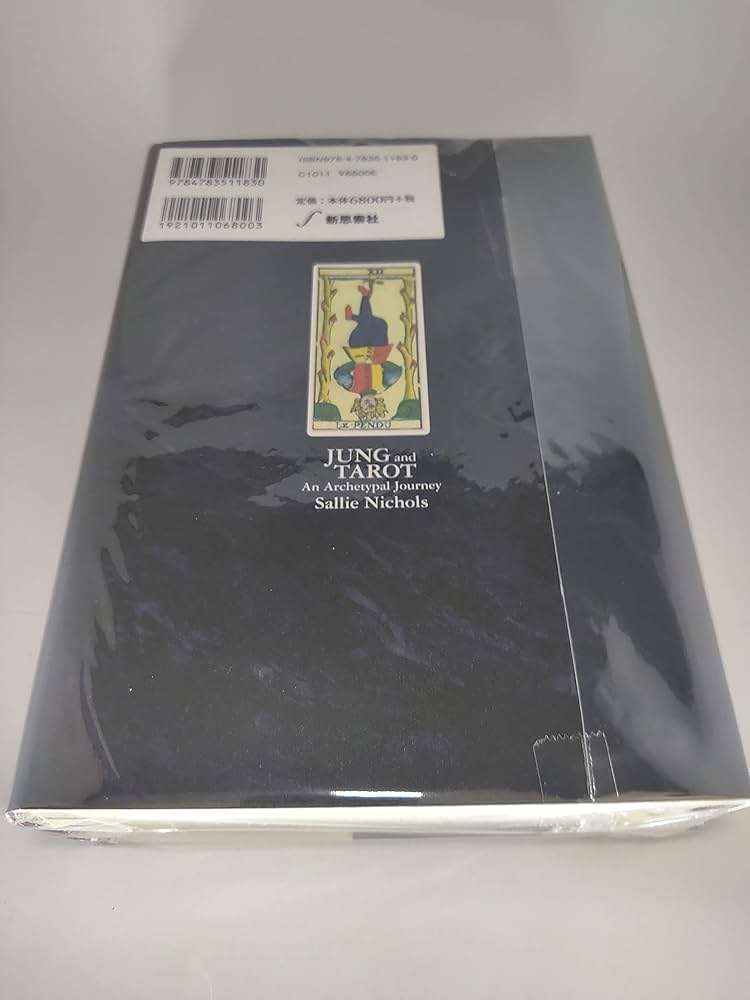 9784783511830
ISBN978-4-7835-1183-0
C1011 ¥6800E
1921011068003
定価：本体6800円＋税
新思索社
XII
LE PENDU
JUNG and
TAROT
An Archetypal Journey
Sallie Nichols